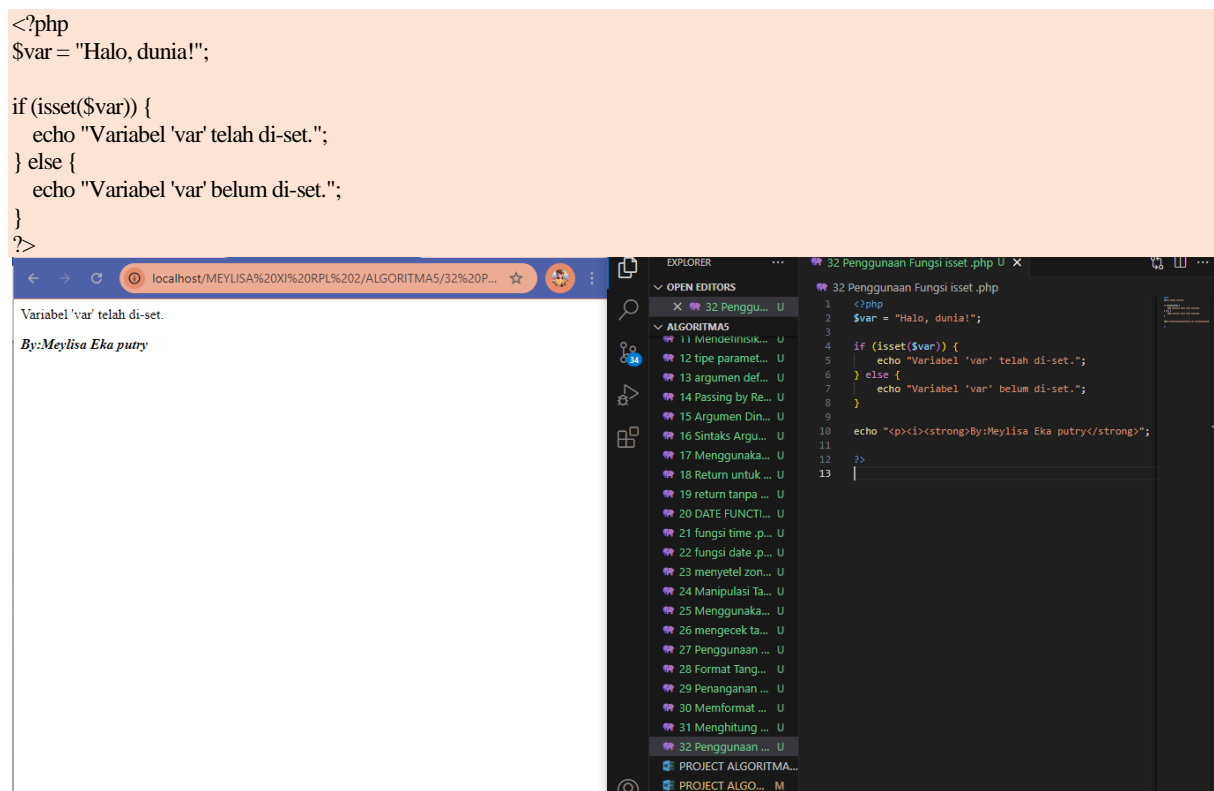 <?php
$var = "Halo, dunia!";
if (isset($var)) {
echo "Variabel 'var' telah di-set.";
} else {
echo "Variabel 'var' belum di-set.";
}
?>
localhost/MEYLISA%20XI%20RPL%202/ALGORITMA5/32%20P...
Variabel 'var' telah di-set.
By:Meylisa Eka putry
EXPLORER
OPEN EDITORS
32 Penggu... U
ALGORITMA5
11 Mendefinisik... U
12 tipe paramet... U
13 argumen def... U
14 Passing by Re... U
15 Argumen Din... U
16 Sintaks Argu... U
17 Menggunaka... U
18 Return untuk ... U
19 return tanpa ... U
20 DATE FUNCTI... U
21 fungsi time .p... U
22 fungsi date .p... U
23 menyetel zon... U
24 Manipulasi Ta... U
25 Menggunaka... U
26 mengecek ta... U
27 Penggunaan ... U
28 Format Tang... U
29 Penanganan ... U
30 Memformat ... U
31 Menghitung ... U
32 Penggunaan ... U
PROJECT ALGORITMA...
PROJECT ALGO... M
34
32 Penggunaan Fungsi isset .php U
32 Penggunaan Fungsi isset .php
1 <?php
2 $var = "Halo, dunia!";
3
4 if (isset($var)) {
5 echo "Variabel 'var' telah di-set.";
6 } else {
7 echo "Variabel 'var' belum di-set.";
8 }
9
10 echo "<p><i><strong>By:Meylisa Eka putry</strong>";
11
12 ?>
13